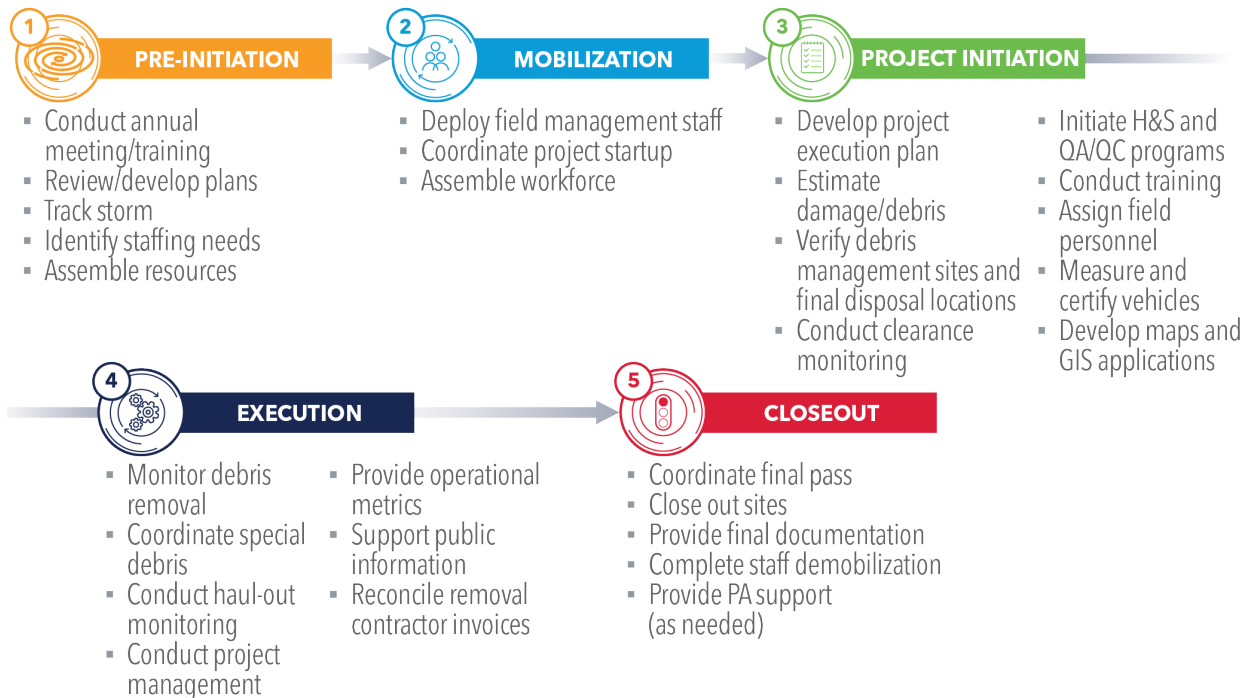 1
PRE-INITIATION
▪ Conduct annual
meeting/training
▪ Review/develop plans
▪ Track storm
▪ Identify staffing needs
▪ Assemble resources
2
MOBILIZATION
▪ Deploy field management staff
▪ Coordinate project startup
▪ Assemble workforce
3
PROJECT INITIATION
▪ Develop project
execution plan
▪ Estimate
damage/debris
▪ Verify debris
management sites and
final disposal locations
▪ Conduct clearance
monitoring
▪ Initiate H&S and
QA/QC programs
▪ Conduct training
▪ Assign field
personnel
▪ Measure and
certify vehicles
▪ Develop maps and
GIS applications
4
EXECUTION
▪ Monitor debris
removal
▪ Coordinate special
debris
▪ Conduct haul-out
monitoring
▪ Conduct project
management
▪ Provide operational
metrics
▪ Support public
information
▪ Reconcile removal
contractor invoices
5
CLOSEOUT
▪ Coordinate final pass
▪ Close out sites
▪ Provide final documentation
▪ Complete staff demobilization
▪ Provide PA support
(as needed)